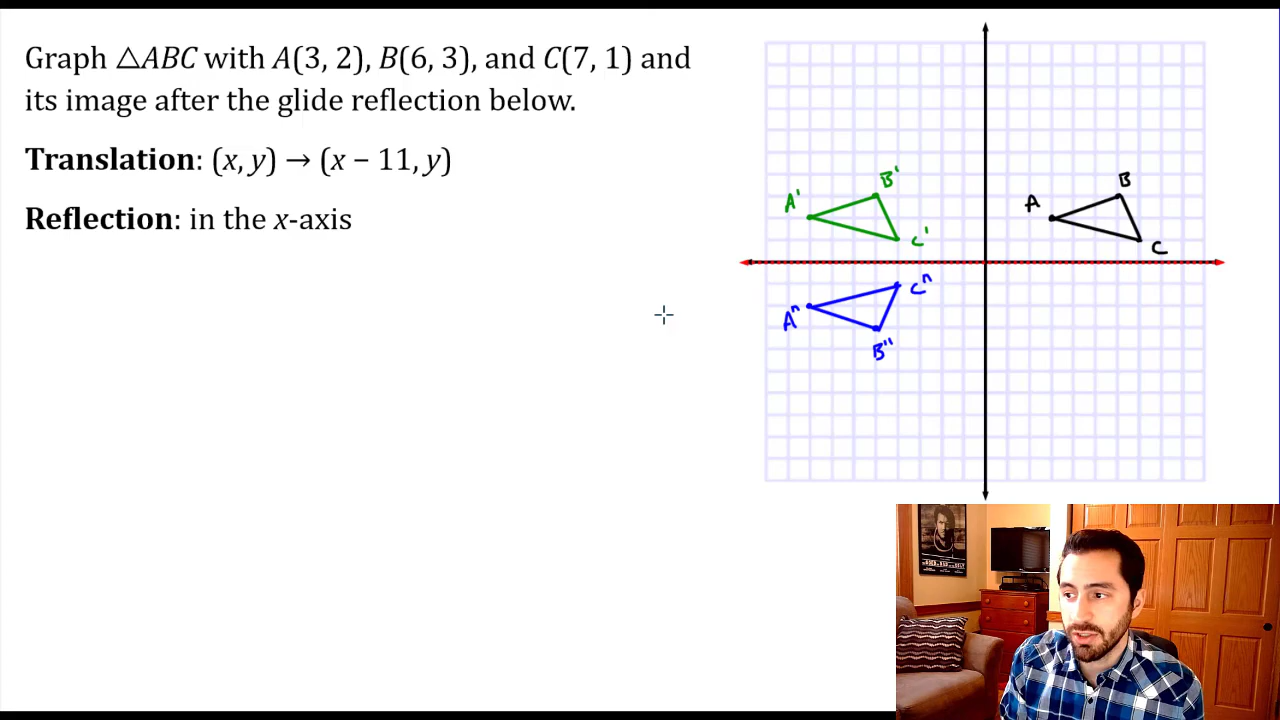 Graph △ABC with A(3, 2), B(6, 3), and C(7, 1) and
its image after the glide reflection below.
Translation: (x, y) → (x − 11, y)
Reflection: in the x-axis
A'
B'
C'
A
B
C
A"
B"
C"